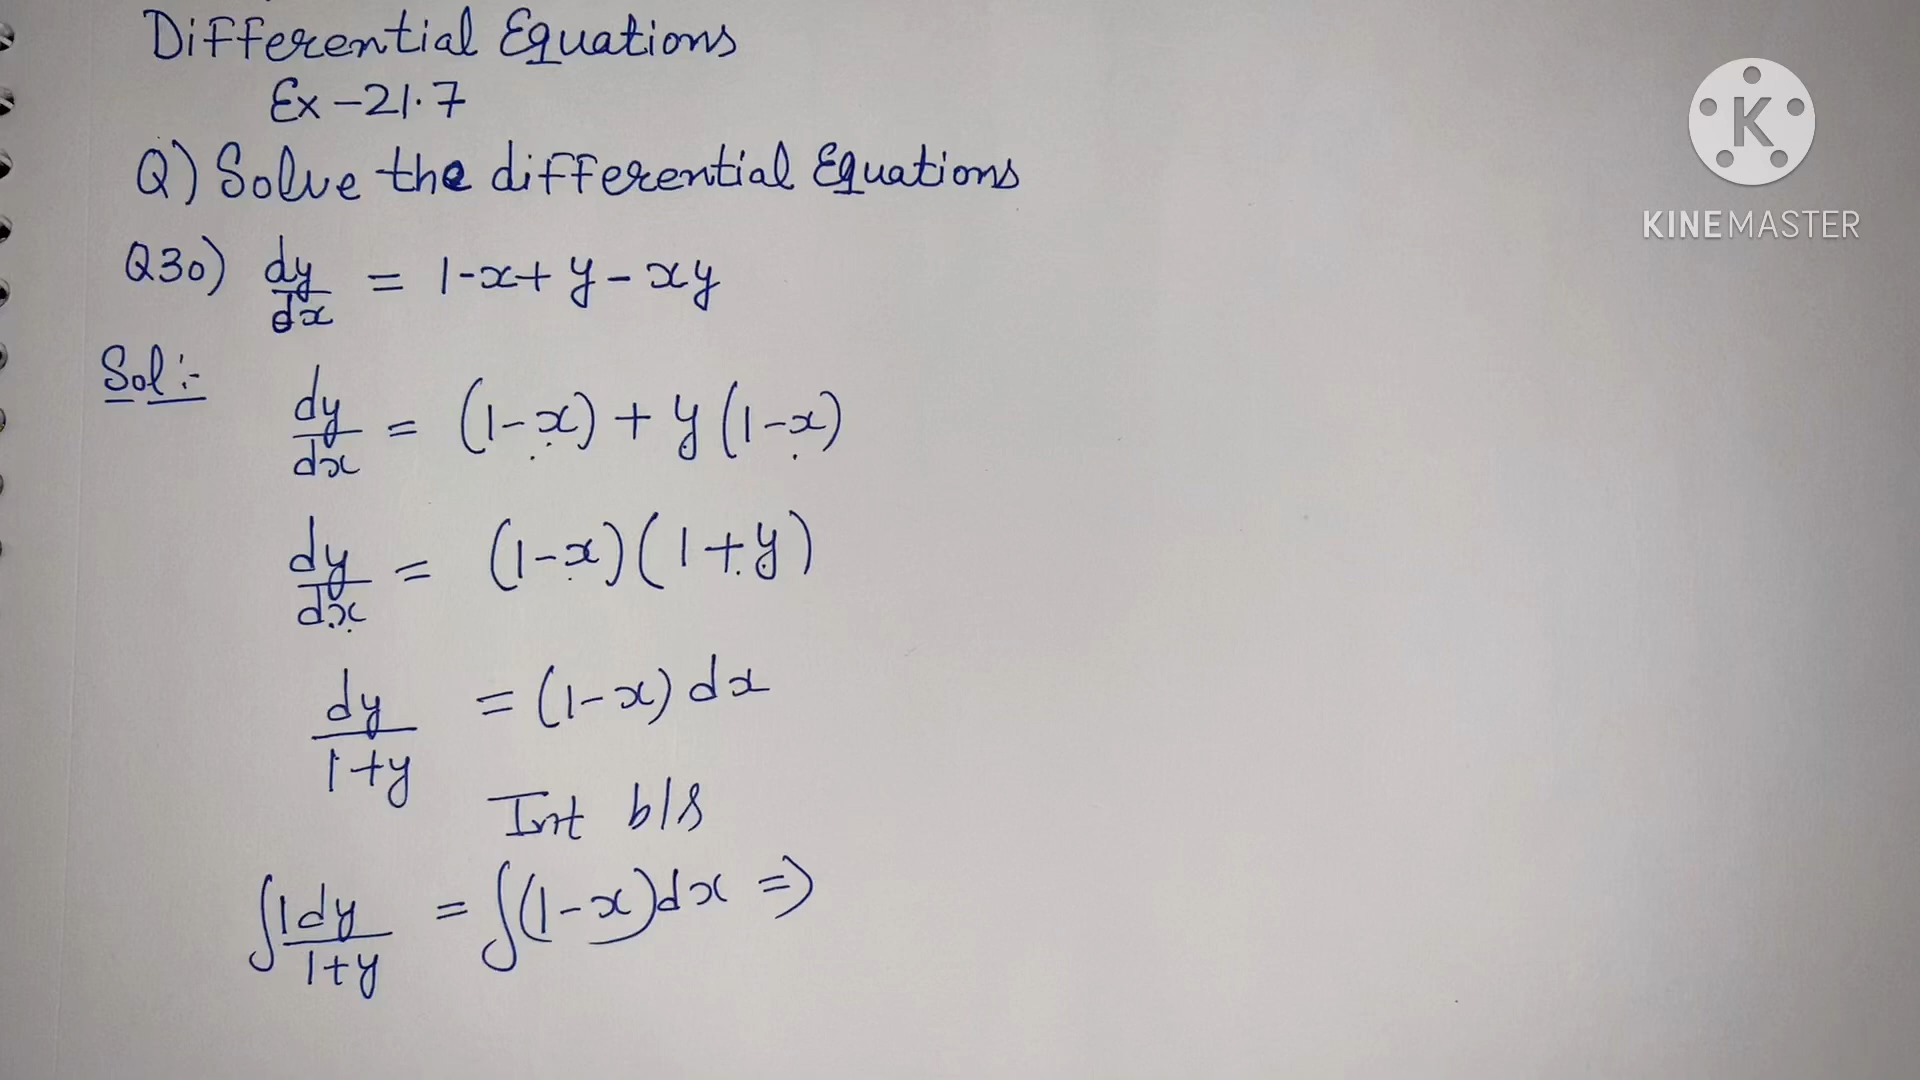 Differential Equations
Ex-21.7
Q) Solve the differential Equations
Q30) dy/dx = 1-x+y-xy
Sol:-
dy/dx = (1-x)+y(1-x)
dy/dx = (1-x)(1+y)
dy/1+y = (1-x)dx
Int b/s
∫1dy/1+y = ∫(1-x)dx ⇒
K
KINEMASTER